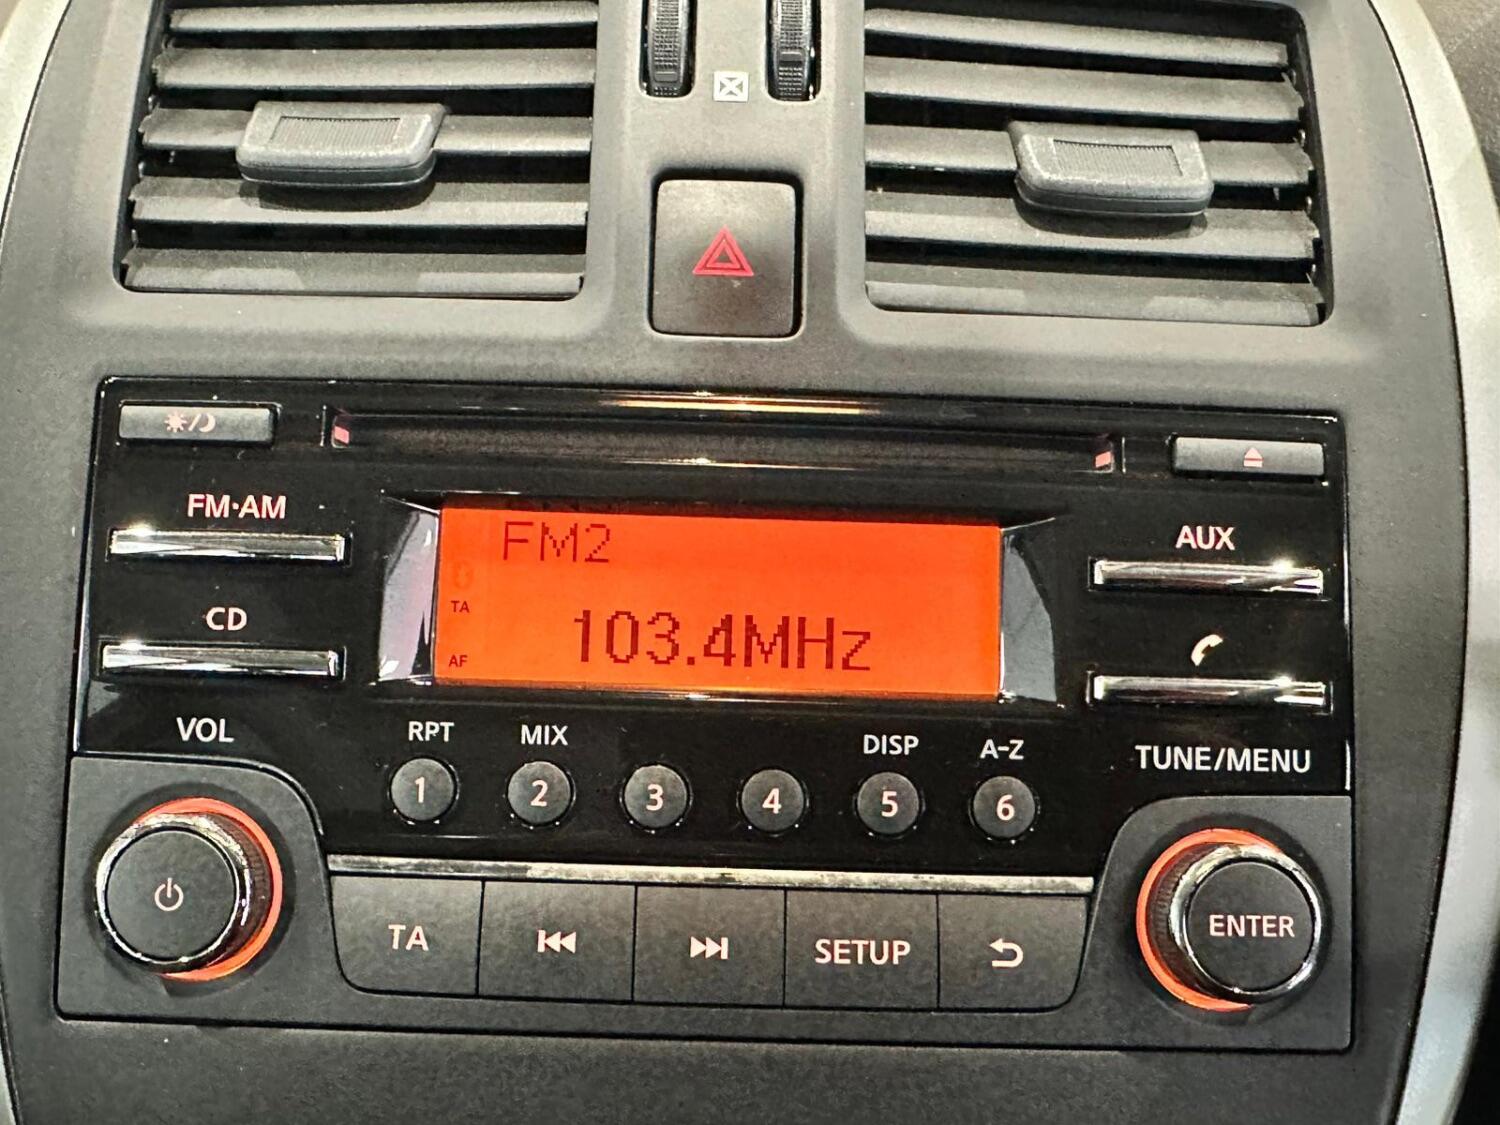 FM·AM
CD
VOL
FM2
TA
103.4MHz
AF
AUX
TUNE/MENU
RPT MIX DISP A-Z
1 2 3 4 5 6
TA SETUP
ENTER